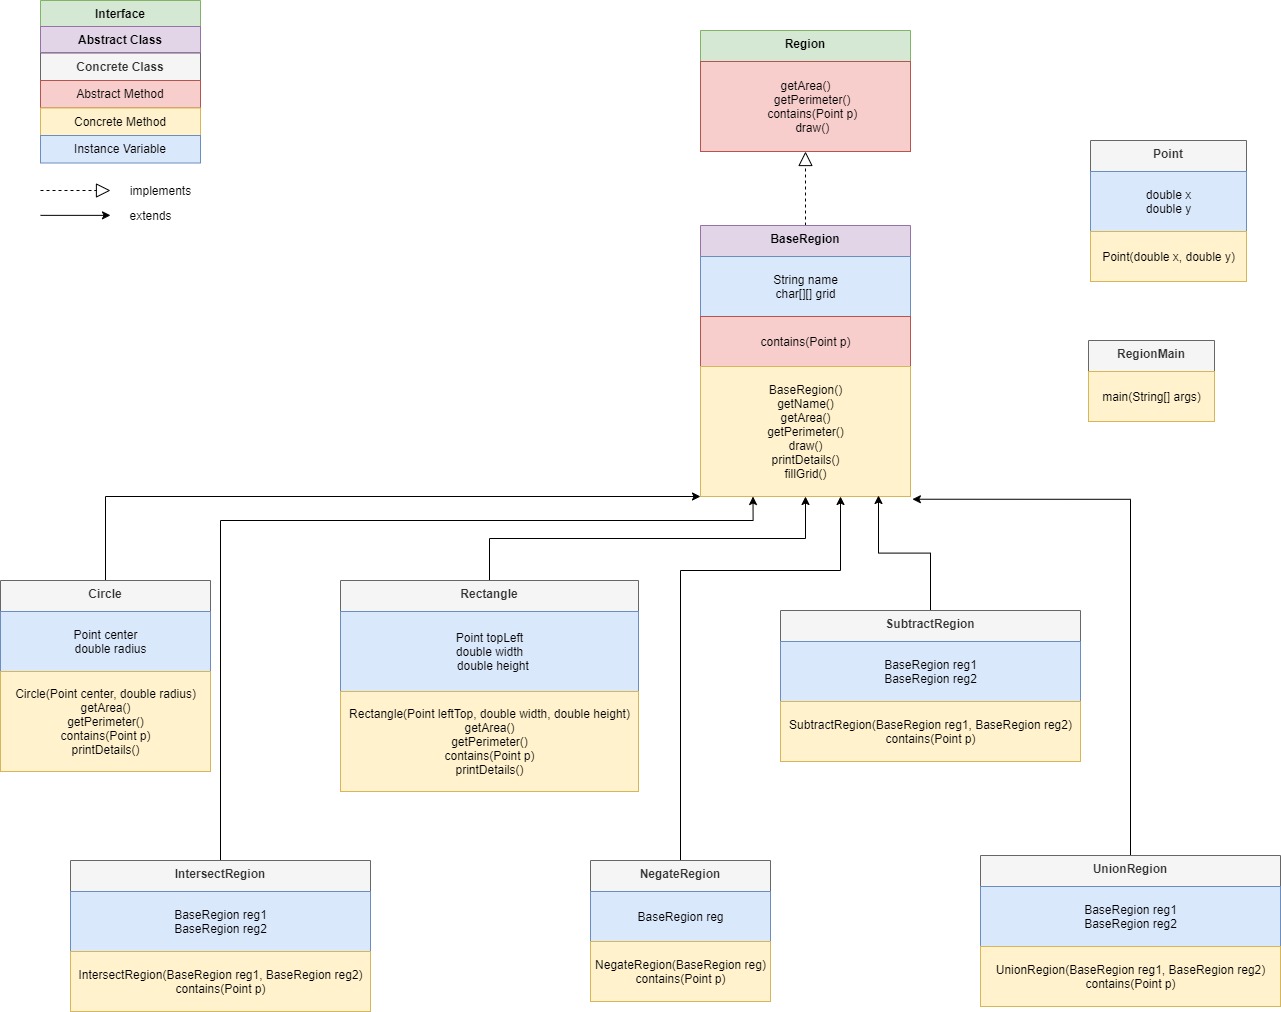 Interface
Abstract Class
Concrete Class
Abstract Method
Concrete Method
Instance Variable
implements
extends
Region
getArea()
getPerimeter()
contains(Point p)
draw()
Point
double x
double y
Point(double x, double y)
BaseRegion
String name
char[][] grid
contains(Point p)
BaseRegion()
getName()
getArea()
getPerimeter()
draw()
printDetails()
fillGrid()
RegionMain
main(String[] args)
Circle
Point center
double radius
Circle(Point center, double radius)
getArea()
getPerimeter()
contains(Point p)
printDetails()
Rectangle
Point topLeft
double width
double height
Rectangle(Point leftTop, double width, double height)
getArea()
getPerimeter()
contains(Point p)
printDetails()
SubtractRegion
BaseRegion reg1
BaseRegion reg2
SubtractRegion(BaseRegion reg1, BaseRegion reg2)
contains(Point p)
IntersectRegion
BaseRegion reg1
BaseRegion reg2
IntersectRegion(BaseRegion reg1, BaseRegion reg2)
contains(Point p)
NegateRegion
BaseRegion reg
NegateRegion(BaseRegion reg)
contains(Point p)
UnionRegion
BaseRegion reg1
BaseRegion reg2
UnionRegion(BaseRegion reg1, BaseRegion reg2)
contains(Point p)